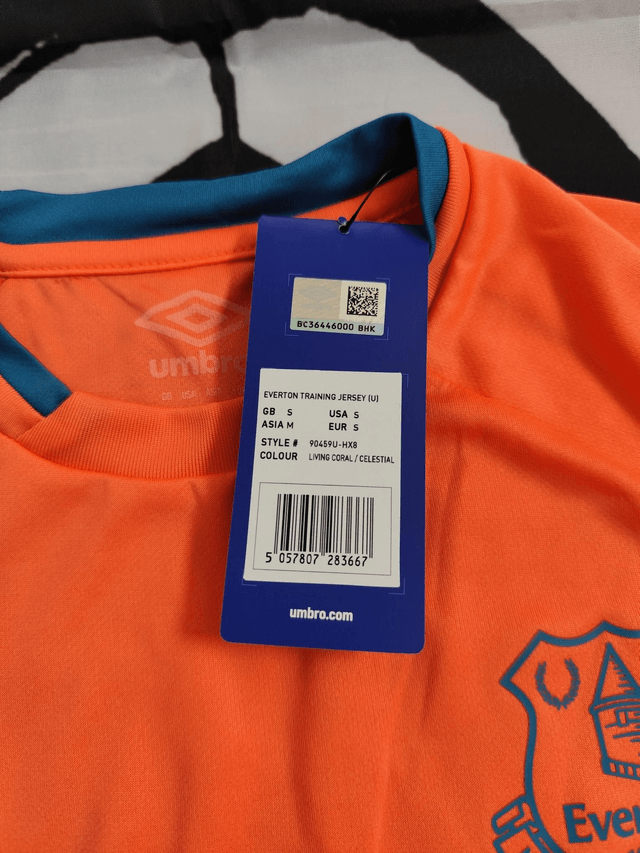 BC36446000 BHK
umbro
EVERTON TRAINING JERSEY (U)
GB S USA S
ASIA M EUR S
STYLE # 90459U-HX8
COLOUR LIVING CORAL / CELESTIAL
5 057807 283667
umbro.com
Ever